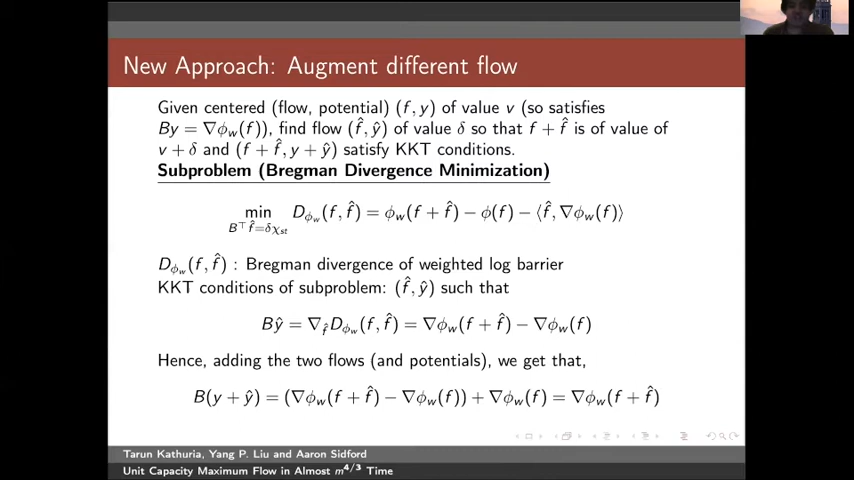 New Approach: Augment different flow
Given centered (flow, potential) (f, y) of value v (so satisfies
By = ∇ϕ_w(f)), find flow (f̂, ŷ) of value δ so that f + f̂ is of value of
v + δ and (f + f̂, y + ŷ) satisfy KKT conditions.
Subproblem (Bregman Divergence Minimization)
min_{B^⊤ f̂=δχ_{st}} D_{ϕ_w}(f, f̂) = ϕ_w(f + f̂) − ϕ(f) − ⟨f̂, ∇ϕ_w(f)⟩
D_{ϕ_w}(f, f̂) : Bregman divergence of weighted log barrier
KKT conditions of subproblem: (f̂, ŷ) such that
Bŷ = ∇_{f̂} D_{ϕ_w}(f, f̂) = ∇ϕ_w(f + f̂) − ∇ϕ_w(f)
Hence, adding the two flows (and potentials), we get that,
B(y + ŷ) = (∇ϕ_w(f + f̂) − ∇ϕ_w(f)) + ∇ϕ_w(f) = ∇ϕ_w(f + f̂)
Tarun Kathuria, Yang P. Liu and Aaron Sidford
Unit Capacity Maximum Flow in Almost m^{4/3} Time